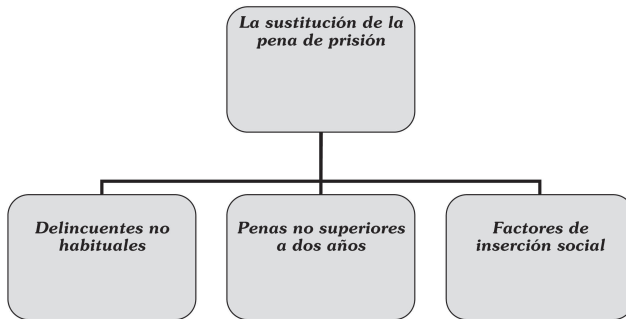 La sustitución de la
pena de prisión
Delincuentes no
habituales
Penas no superiores
a dos años
Factores de
inserción social